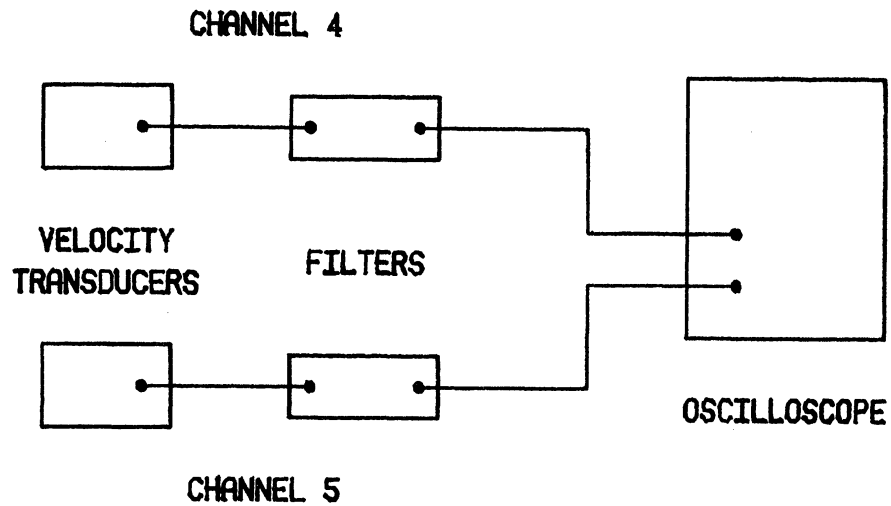 CHANNEL 4
VELOCITY
TRANSDUCERS
FILTERS
OSCILLOSCOPE
CHANNEL 5